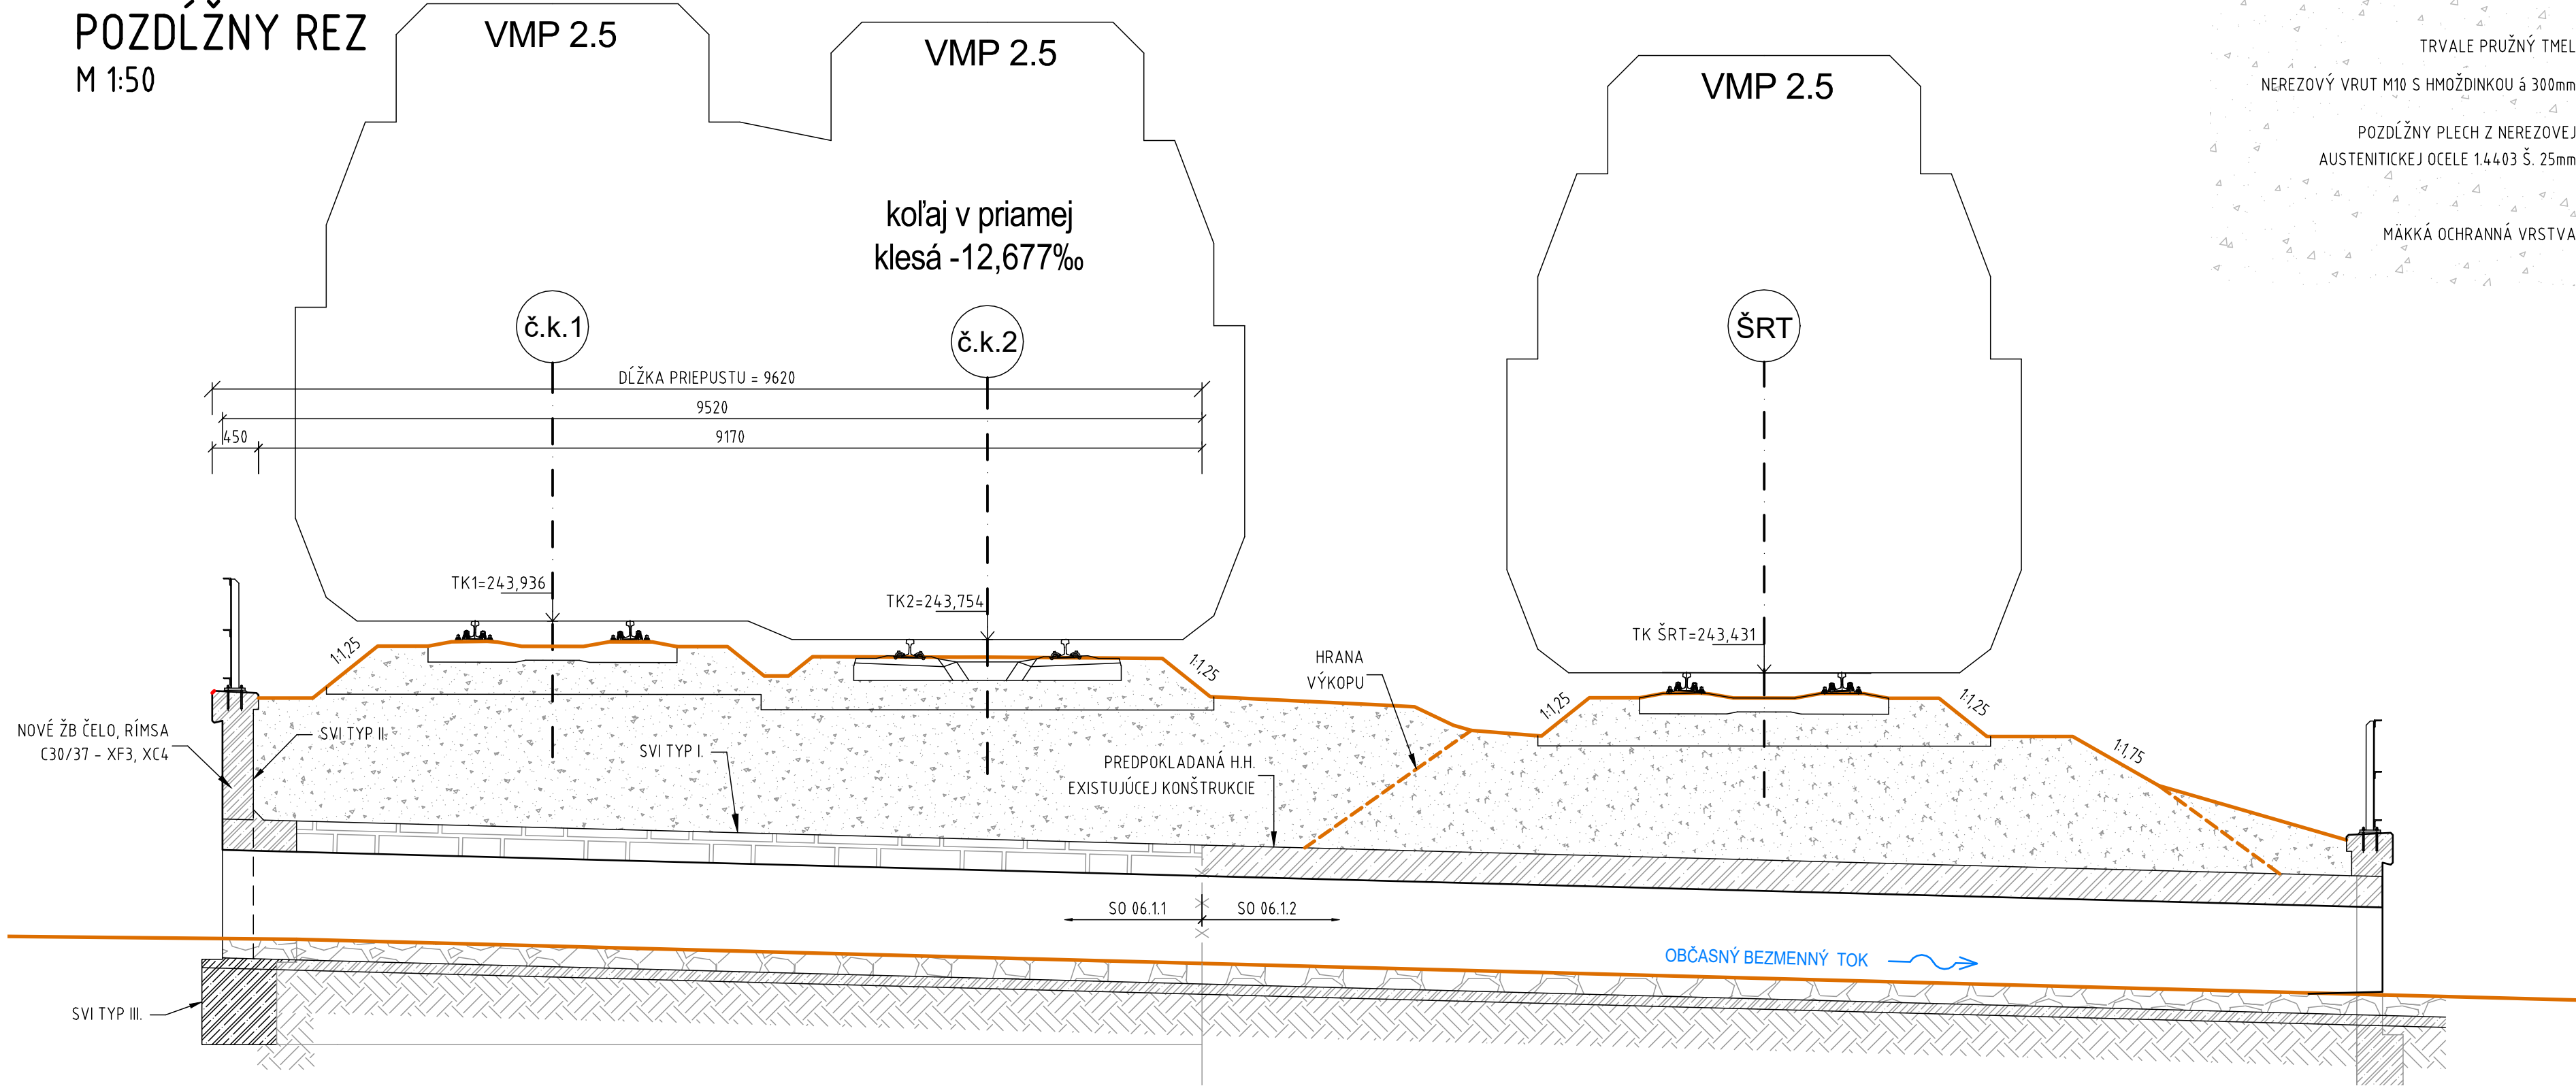 POZDĹŽNY REZ
M 1:50
VMP 2.5
VMP 2.5
VMP 2.5
TRVALE PRUŽNÝ TMEL
NEREZOVÝ VRUT M10 S HMOŽDINKOU á 300mm
POZDĹŽNY PLECH Z NEREZOVEJ
AUSTENITICKEJ OCELE 1.4403 Š. 25mm
MÄKKÁ OCHRANNÁ VRSTVA
koľaj v priamej
klesá -12,677‰
č.k.1
č.k.2
ŠRT
DĹŽKA PRIEPUSTU = 9620
9520
450
9170
TK1=243,936
TK2=243,754
TK ŠRT=243,431
1:1,25
1:1,25
1:1,25
1:1,25
1:1,75
HRANA
VÝKOPU
NOVÉ ŽB ČELO, RÍMSA
C30/37 - XF3, XC4
SVI TYP II.
SVI TYP I.
PREDPOKLADANÁ H.H.
EXISTUJÚCEJ KONŠTRUKCIE
SO 06.1.1
SO 06.1.2
OBČASNÝ BEZMENNÝ TOK
SVI TYP III.